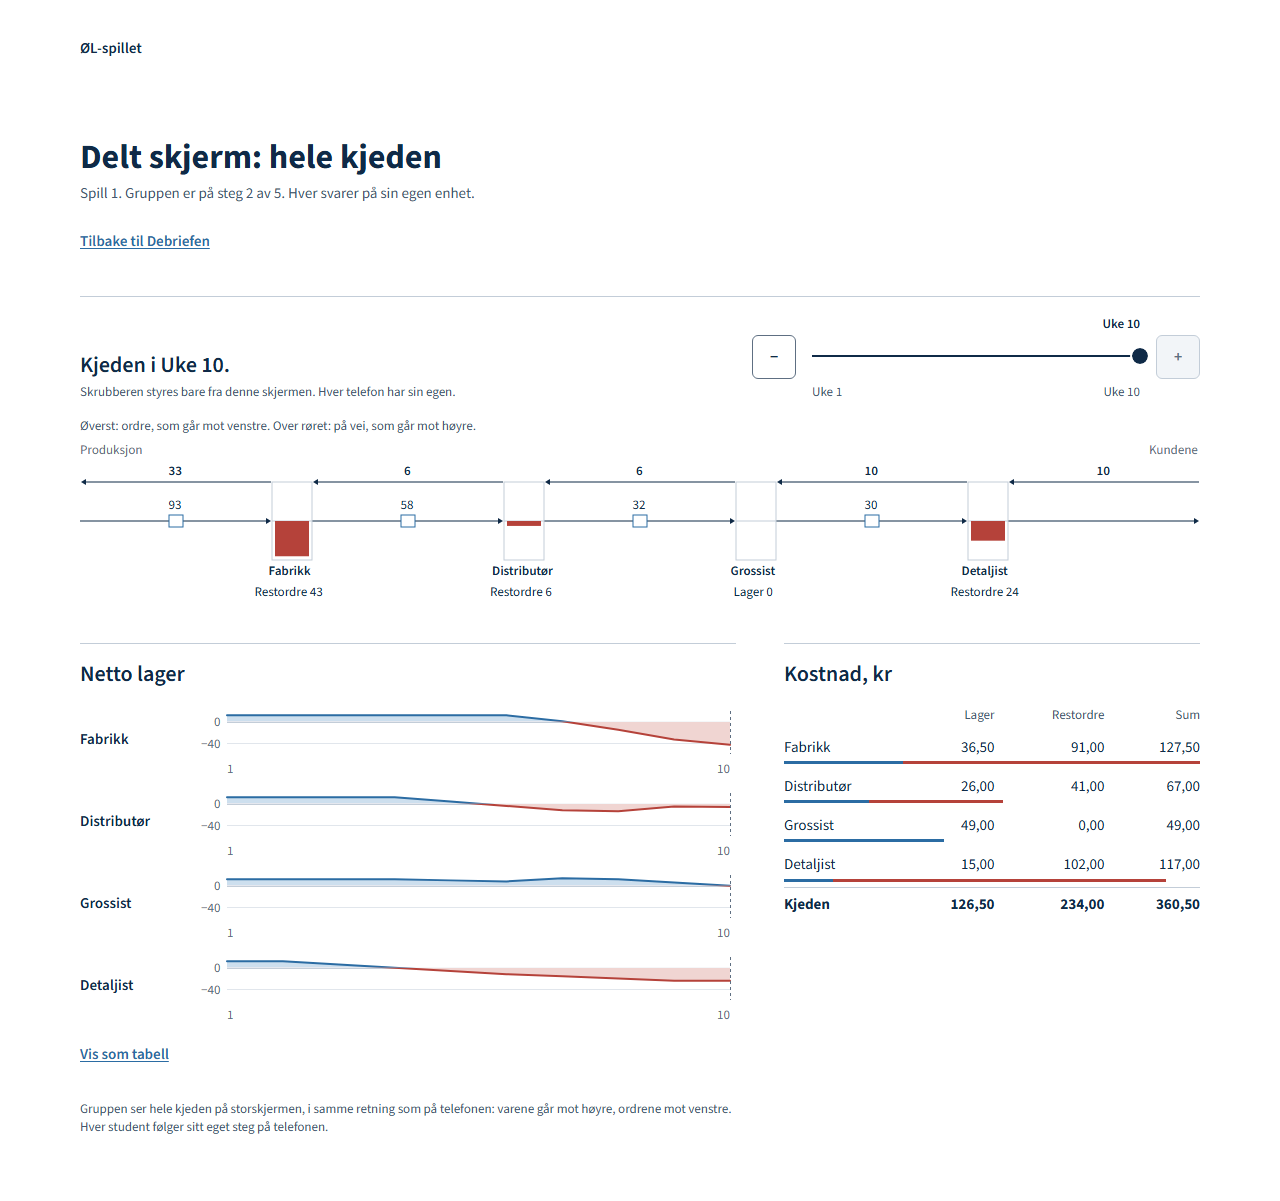 ØL-spillet
Delt skjerm: hele kjeden
Spill 1. Gruppen er på steg 2 av 5. Hver svarer på sin egen enhet.
Tilbake til Debriefen
Uke 10
Kjeden i Uke 10.
−
+
Skrubberen styres bare fra denne skjermen. Hver telefon har sin egen.
Uke 1
Uke 10
Øverst: ordre, som går mot venstre. Over røret: på vei, som går mot høyre.
Produksjon
Kundene
33 6 6 10 10
93 58 32 30
Fabrikk Distributør Grossist Detaljist
Restordre 43 Restordre 6 Lager 0 Restordre 24
Netto lager
Fabrikk
0
−40
1 10
Distributør
0
−40
1 10
Grossist
0
−40
1 10
Detaljist
0
−40
1 10
Vis som tabell
Kostnad, kr
Lager Restordre Sum
Fabrikk 36,50 91,00 127,50
Distributør 26,00 41,00 67,00
Grossist 49,00 0,00 49,00
Detaljist 15,00 102,00 117,00
Kjeden 126,50 234,00 360,50
Gruppen ser hele kjeden på storskjermen, i samme retning som på telefonen: varene går mot høyre, ordrene mot venstre.
Hver student følger sitt eget steg på telefonen.